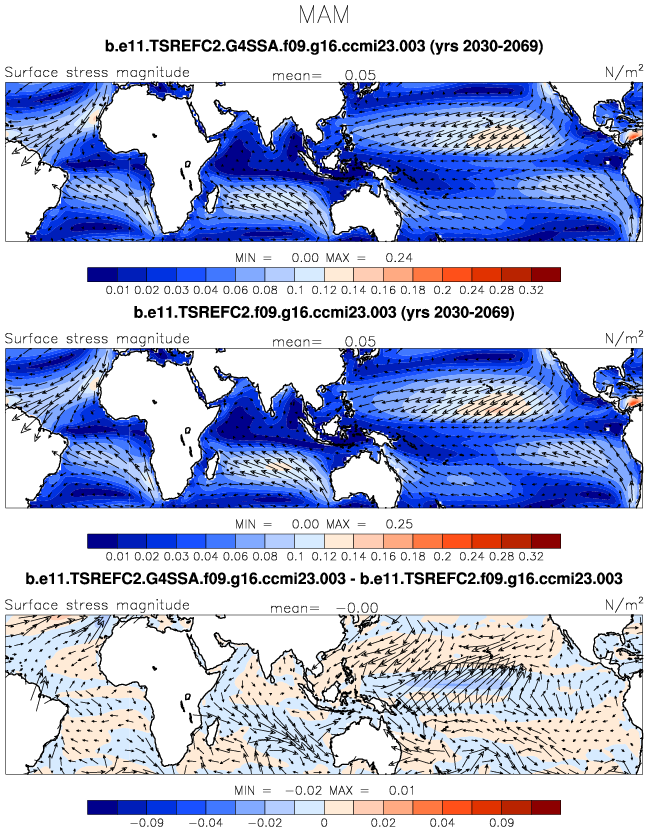 MAM
b.e11.TSREFC2.G4SSA.f09.g16.ccmi23.003 (yrs 2030-2069)
Surface stress magnitude mean= 0.05 N/m²
MIN = 0.00 MAX = 0.24
0.01 0.02 0.03 0.04 0.06 0.08 0.1 0.12 0.14 0.16 0.18 0.2 0.24 0.28 0.32
b.e11.TSREFC2.f09.g16.ccmi23.003 (yrs 2030-2069)
Surface stress magnitude mean= 0.05 N/m²
MIN = 0.00 MAX = 0.25
0.01 0.02 0.03 0.04 0.06 0.08 0.1 0.12 0.14 0.16 0.18 0.2 0.24 0.28 0.32
b.e11.TSREFC2.G4SSA.f09.g16.ccmi23.003 - b.e11.TSREFC2.f09.g16.ccmi23.003
Surface stress magnitude mean= −0.00 N/m²
MIN = −0.02 MAX = 0.01
−0.09 −0.04 −0.02 0 0.02 0.04 0.09